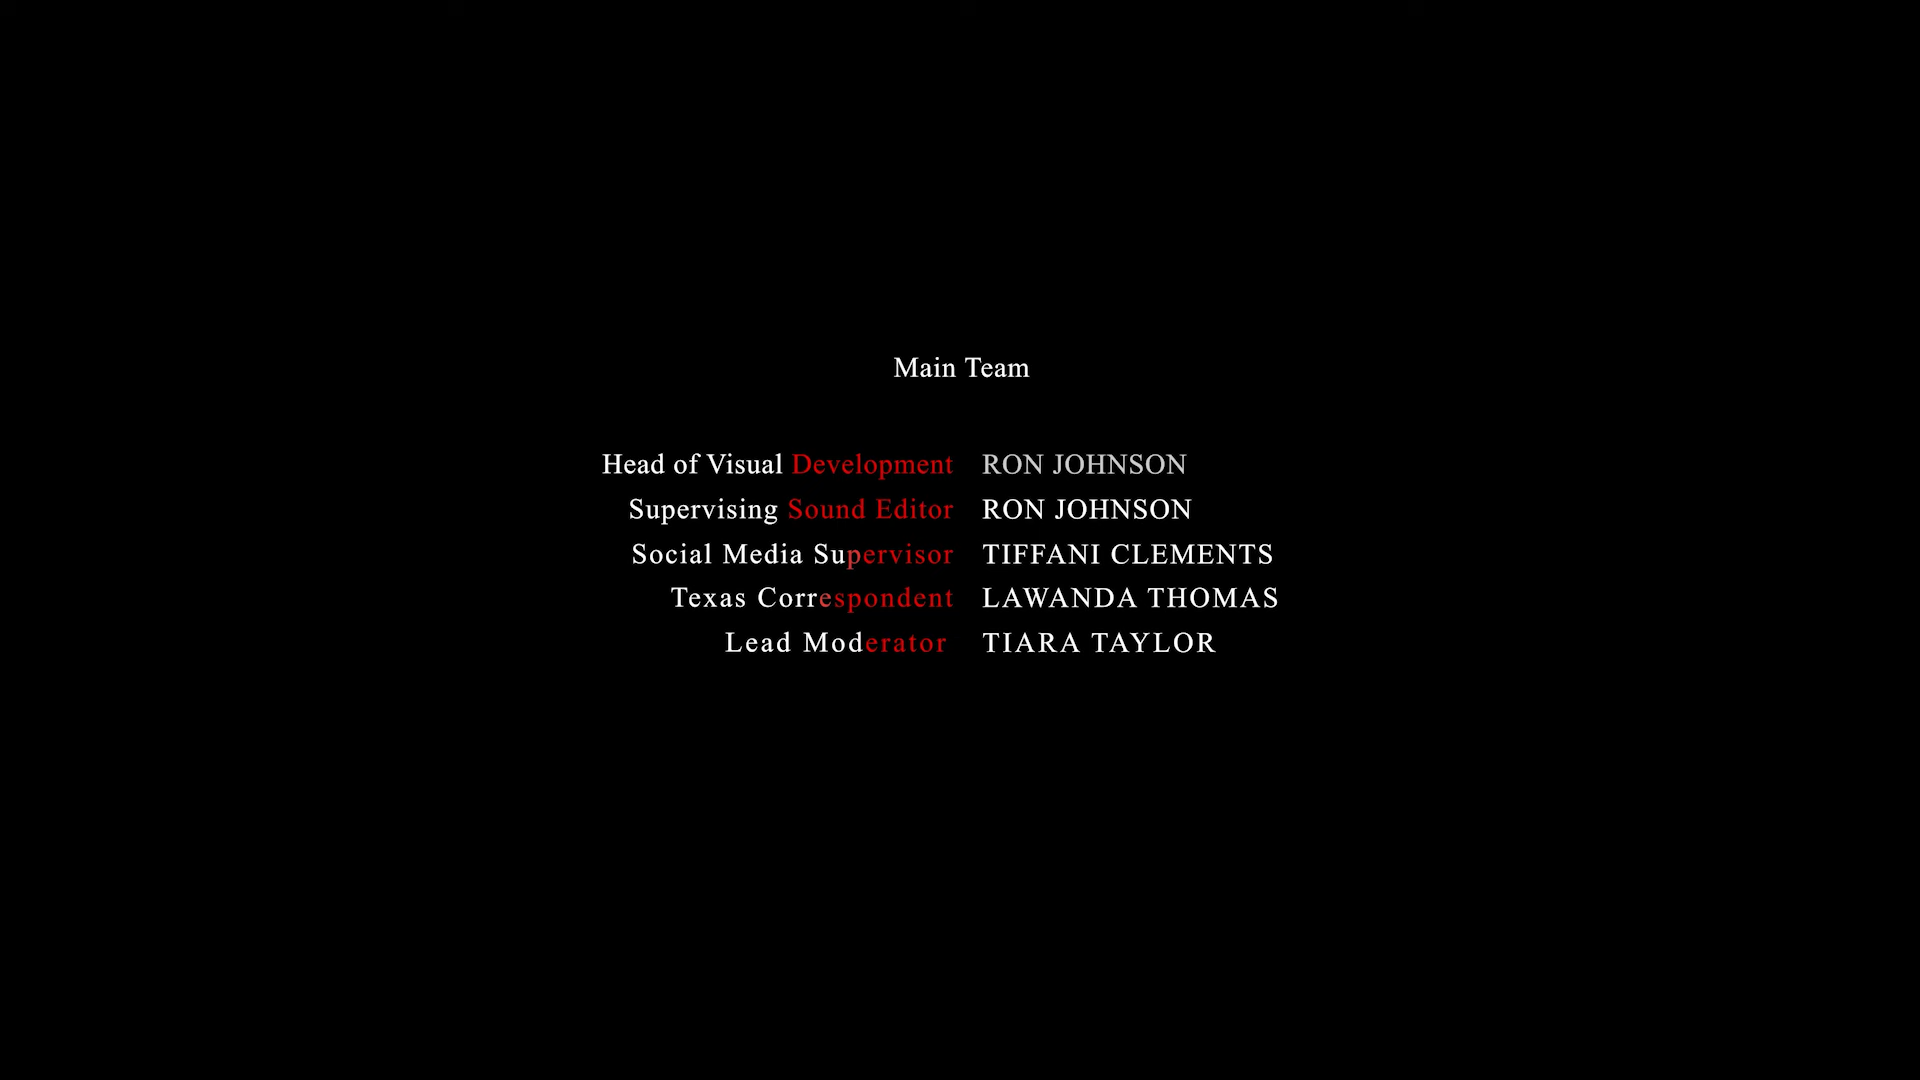 Main Team
Head of Visual Development RON JOHNSON
Supervising Sound Editor RON JOHNSON
Social Media Supervisor TIFFANI CLEMENTS
Texas Correspondent LAWANDA THOMAS
Lead Moderator TIARA TAYLOR